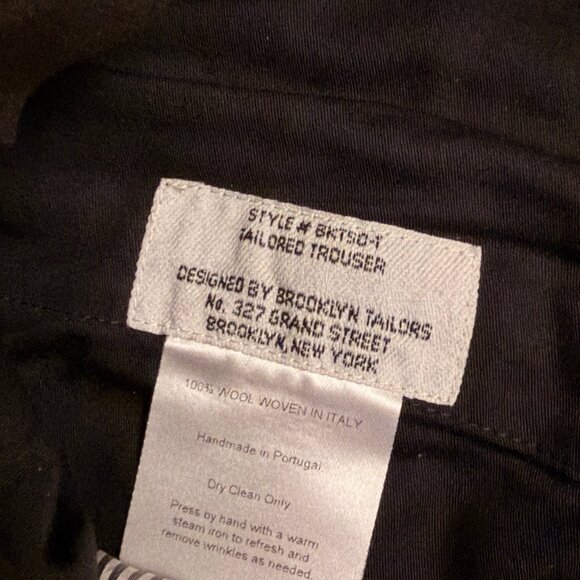 STYLE # BKT50-T
TAILORED TROUSER
DESIGNED BY BROOKLYN TAILORS
No. 327 GRAND STREET
BROOKLYN, NEW YORK
100% WOOL WOVEN IN ITALY
Handmade in Portugal
Dry Clean Only
Press by hand with a warm
steam iron to refresh and
remove wrinkles as needed.